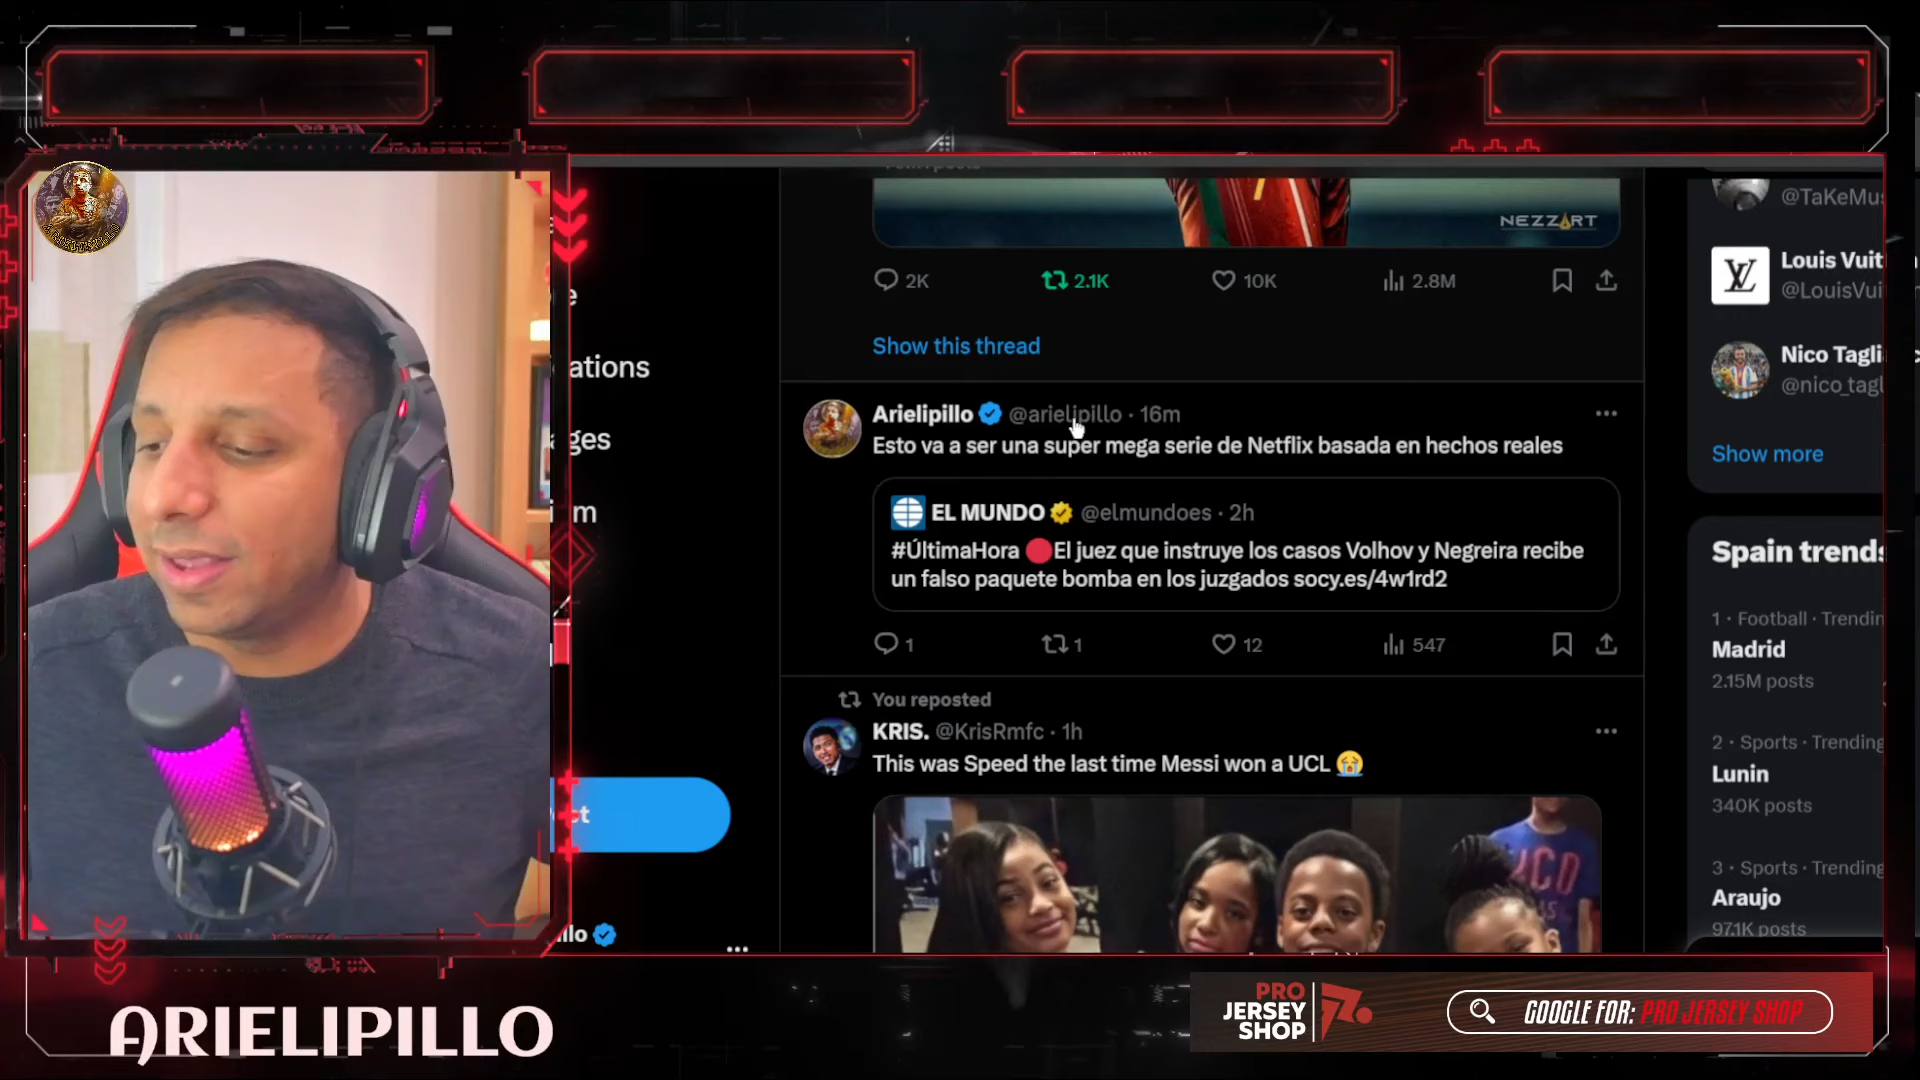 NEZZART
2K 2.1K 10K 2.8M
Show this thread
Arielipillo @arielipillo · 16m
Esto va a ser una super mega serie de Netflix basada en hechos reales
EL MUNDO @elmundoes · 2h
#ÚltimaHora 🔴El juez que instruye los casos Volhov y Negreira recibe
un falso paquete bomba en los juzgados socy.es/4w1rd2
1 1 12 547
You reposted
KRIS. @KrisRmfc · 1h
This was Speed the last time Messi won a UCL 😭
ations
ages
@TaKeMus
Louis Vuit
@LouisVui
Nico Tagli
@nico_tagl
Show more
Spain trends
1 · Football · Trendin
Madrid
2.15M posts
2 · Sports · Trending
Lunin
340K posts
3 · Sports · Trending
Araujo
97.1K posts
llo
ARIELIPILLO
PRO
JERSEY
SHOP
GOOGLE FOR: PRO JERSEY SHOP